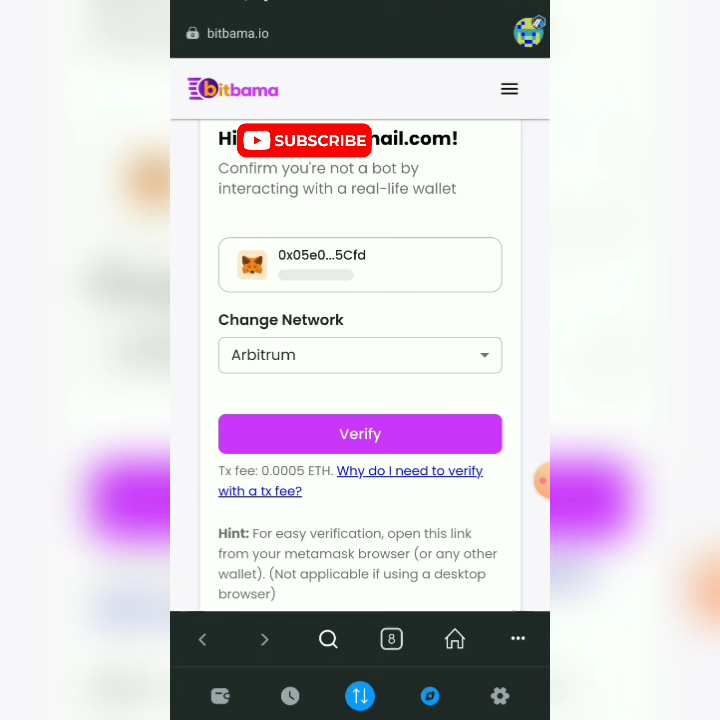 bitbama.io
bitbama
Hi SUBSCRIBE nail.com!
Confirm you're not a bot by
interacting with a real-life wallet
0x05e0...5Cfd
Change Network
Arbitrum
Verify
Tx fee: 0.0005 ETH. Why do I need to verify
with a tx fee?
Hint: For easy verification, open this link
from your metamask browser (or any other
wallet). (Not applicable if using a desktop
browser)
8